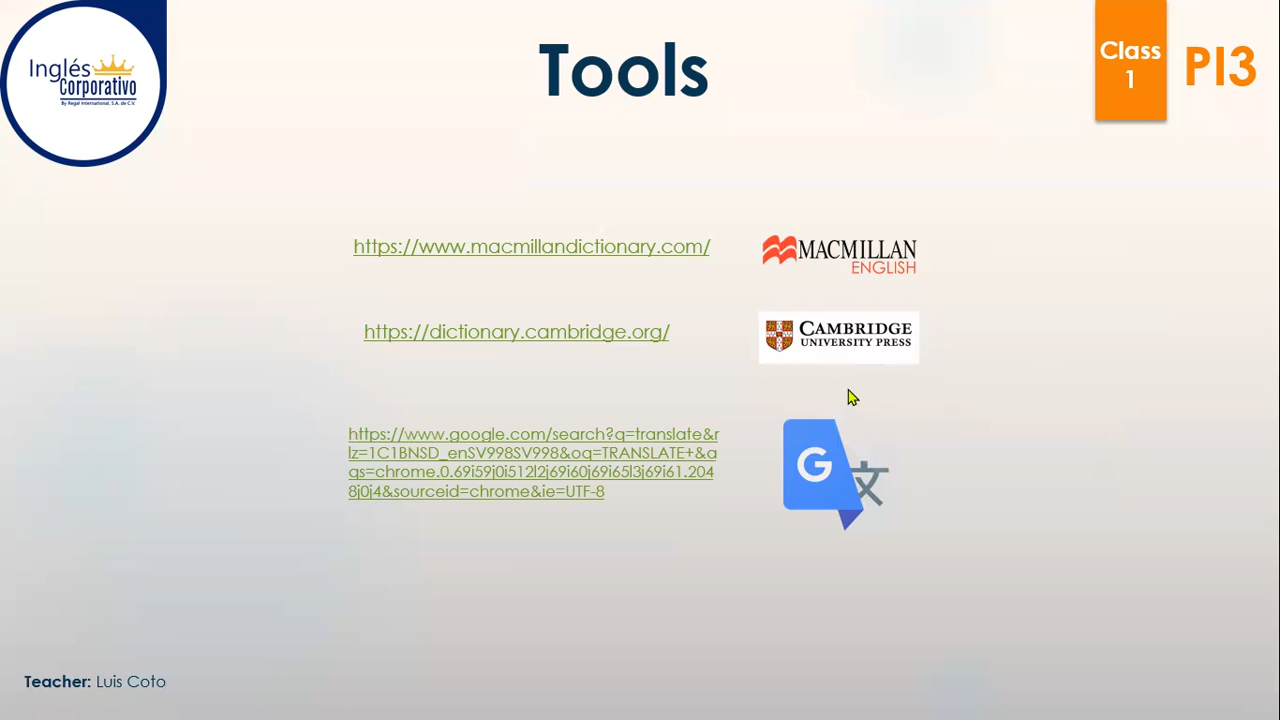 Inglés
Corporativo
By Regal International, S.A. de C.V.
Tools
Class
1
PI3
https://www.macmillandictionary.com/
MACMILLAN
ENGLISH
https://dictionary.cambridge.org/
CAMBRIDGE
UNIVERSITY PRESS
https://www.google.com/search?q=translate&r
lz=1C1BNSD_enSV998SV998&oq=TRANSLATE+&a
qs=chrome.0.69i59j0i512l2j69i60j69i65l3j69i61.204
8j0j4&sourceid=chrome&ie=UTF-8
G
文
Teacher: Luis Coto